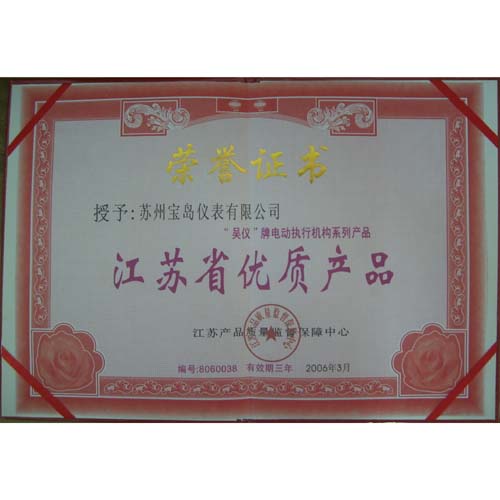 荣誉证书
授予:苏州宝岛仪表有限公司
“吴仪”牌电动执行机构系列产品
江苏省优质产品
江苏产品质量监督保障中心
编号:8060038 有效期三年 2006年3月